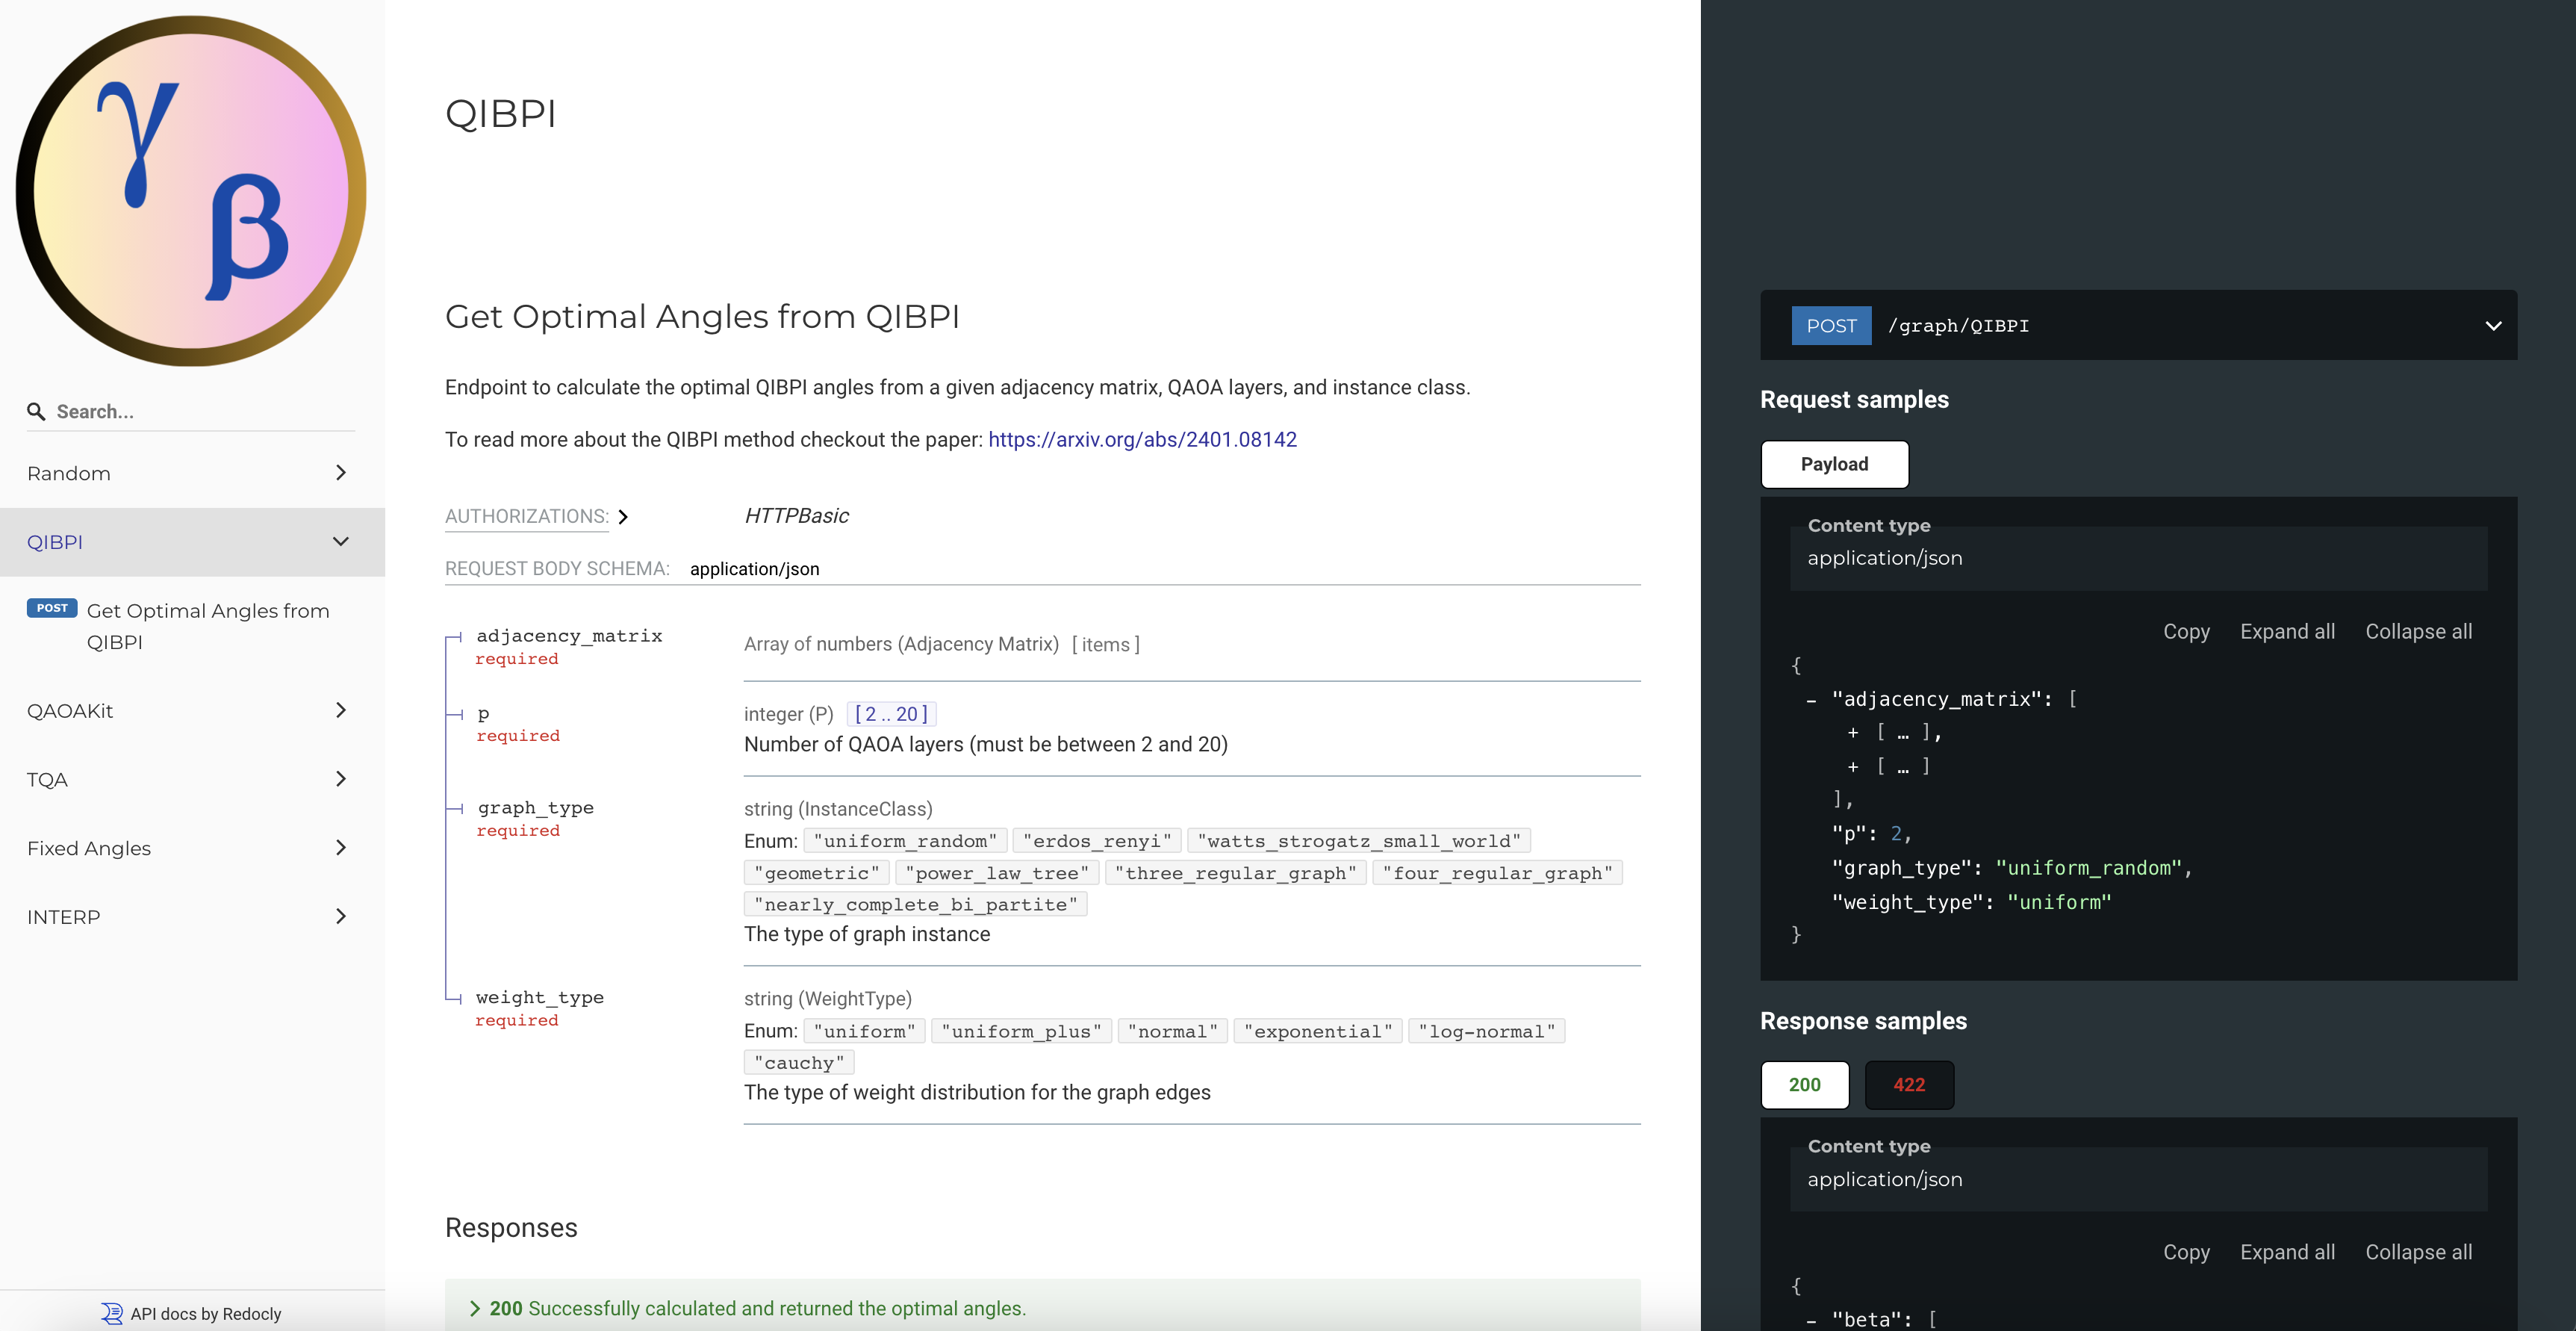 γ
β
Search...
Random
QIBPI
POST Get Optimal Angles from
QIBPI
QAOAKit
TQA
Fixed Angles
INTERP
API docs by Redocly
QIBPI
Get Optimal Angles from QIBPI
Endpoint to calculate the optimal QIBPI angles from a given adjacency matrix, QAOA layers, and instance class.
To read more about the QIBPI method checkout the paper: https://arxiv.org/abs/2401.08142
AUTHORIZATIONS: HTTPBasic
REQUEST BODY SCHEMA: application/json
adjacency_matrix
required
Array of numbers (Adjacency Matrix) [ items ]
p
required
integer (P) [ 2 .. 20 ]
Number of QAOA layers (must be between 2 and 20)
graph_type
required
string (InstanceClass)
Enum: "uniform_random" "erdos_renyi" "watts_strogatz_small_world"
"geometric" "power_law_tree" "three_regular_graph" "four_regular_graph"
"nearly_complete_bi_partite"
The type of graph instance
weight_type
required
string (WeightType)
Enum: "uniform" "uniform_plus" "normal" "exponential" "log-normal"
"cauchy"
The type of weight distribution for the graph edges
Responses
200 Successfully calculated and returned the optimal angles.
POST /graph/QIBPI
Request samples
Payload
Content type
application/json
Copy Expand all Collapse all
{
- "adjacency_matrix": [
+ [ … ],
+ [ … ]
],
"p": 2,
"graph_type": "uniform_random",
"weight_type": "uniform"
}
Response samples
200 422
Content type
application/json
Copy Expand all Collapse all
{
- "beta": [